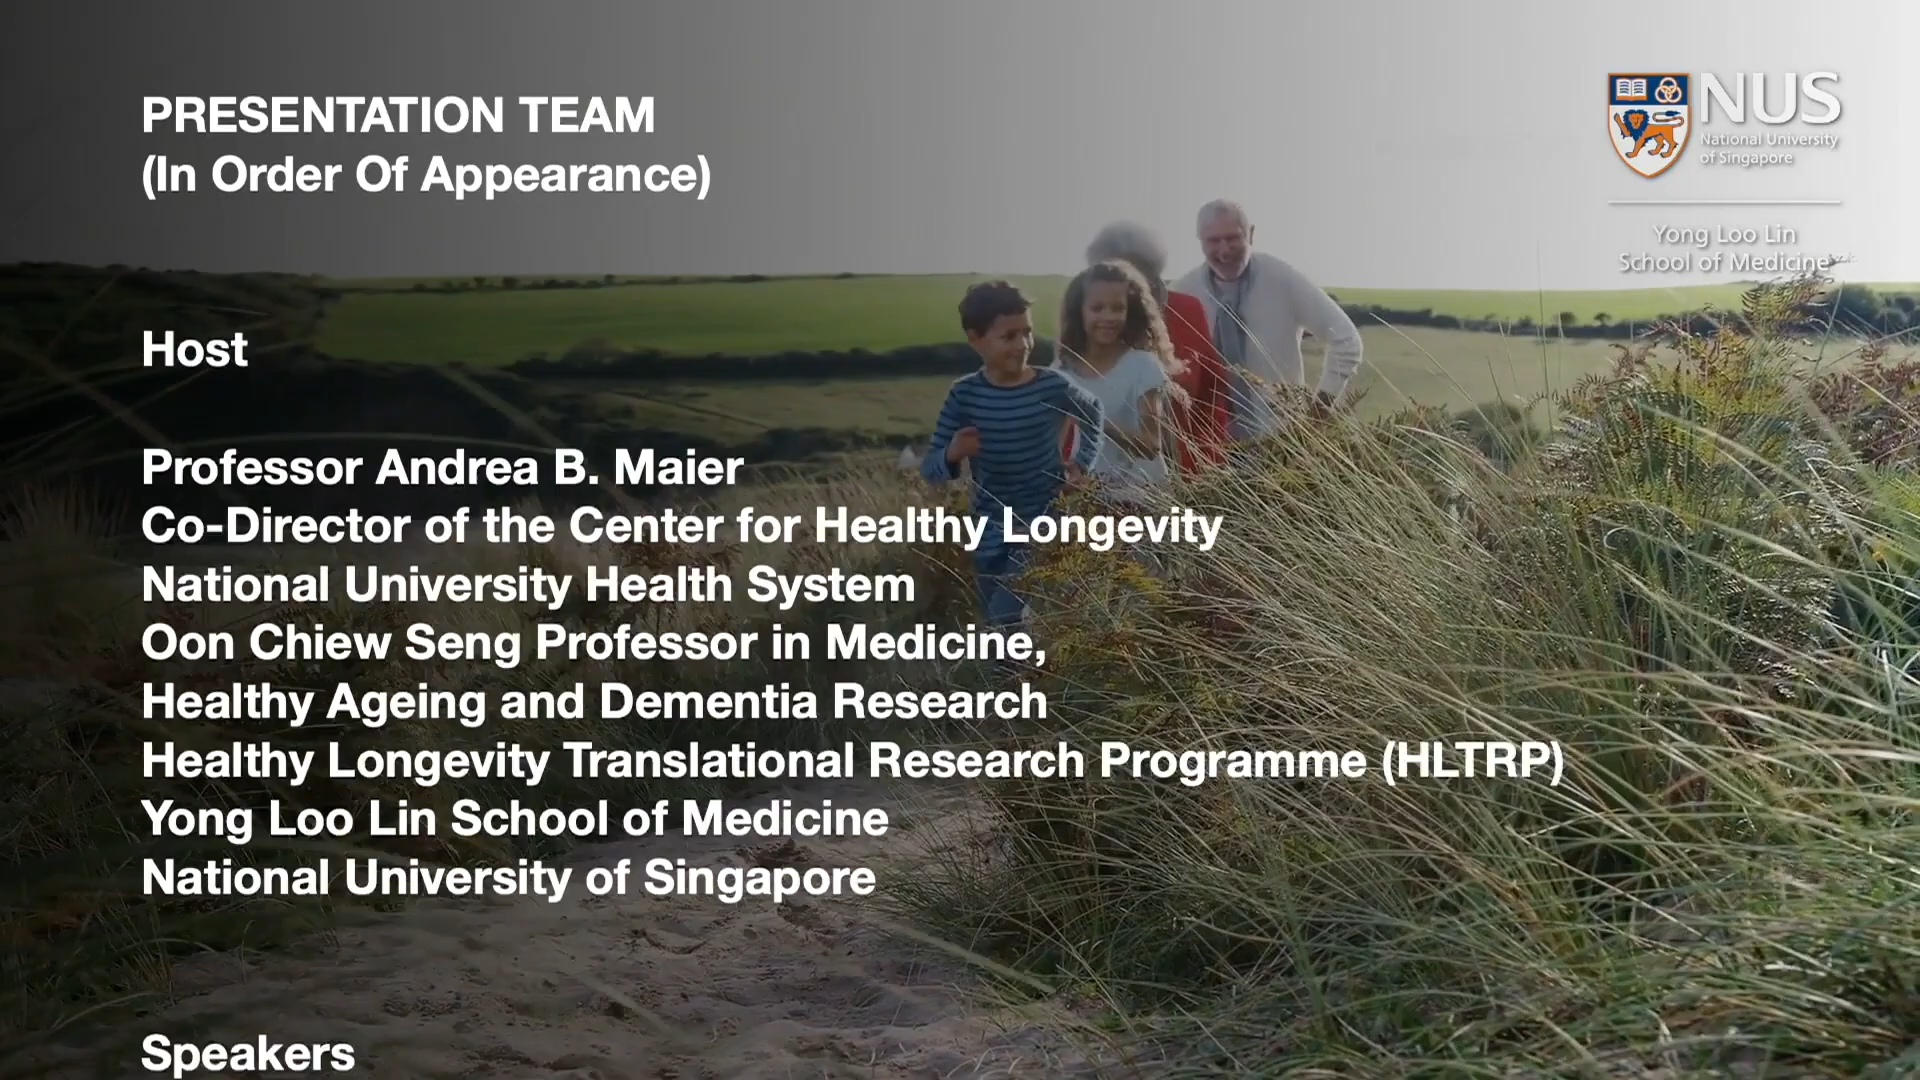 PRESENTATION TEAM
(In Order Of Appearance)
NUS
National University
of Singapore
Yong Loo Lin
School of Medicine
Host
Professor Andrea B. Maier
Co-Director of the Center for Healthy Longevity
National University Health System
Oon Chiew Seng Professor in Medicine,
Healthy Ageing and Dementia Research
Healthy Longevity Translational Research Programme (HLTRP)
Yong Loo Lin School of Medicine
National University of Singapore
Speakers